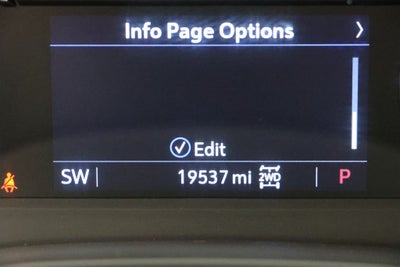 Info Page Options
Edit
SW 19537 mi 2WD P